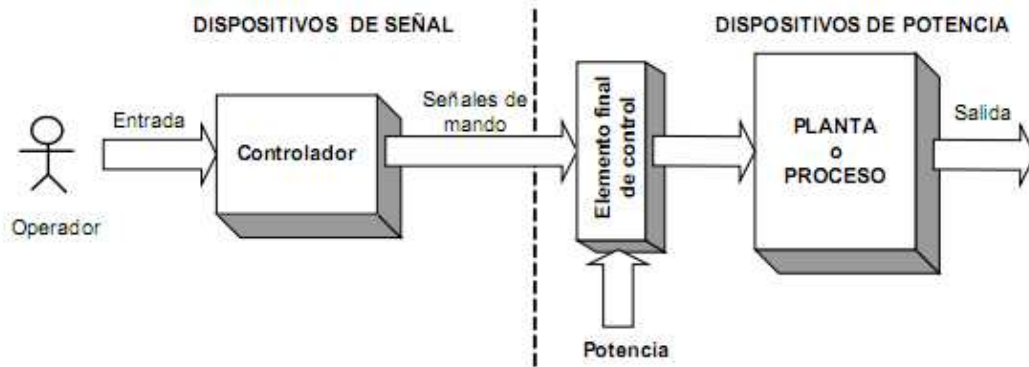 DISPOSITIVOS DE SEÑAL
DISPOSITIVOS DE POTENCIA
Entrada
Operador
Controlador
Señales de
mando
Elemento final
de control
Potencia
PLANTA
o
PROCESO
Salida